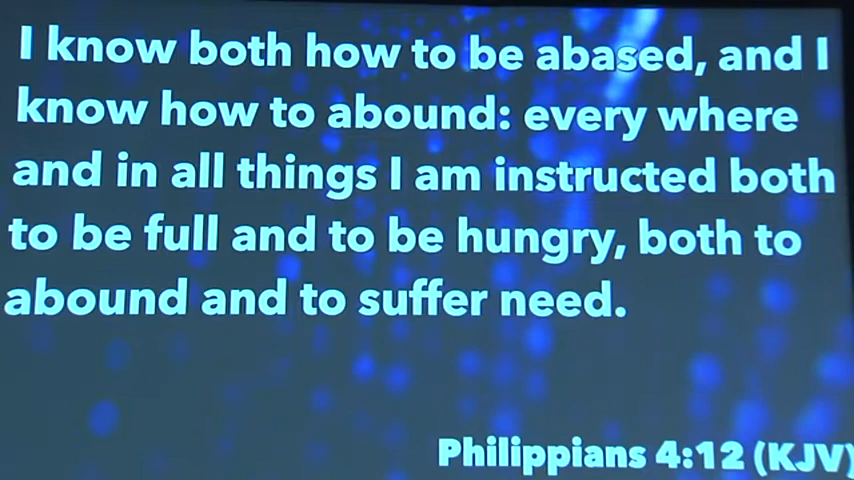 I know both how to be abased, and I
know how to abound: every where
and in all things I am instructed both
to be full and to be hungry, both to
abound and to suffer need.
Philippians 4:12 (KJV)